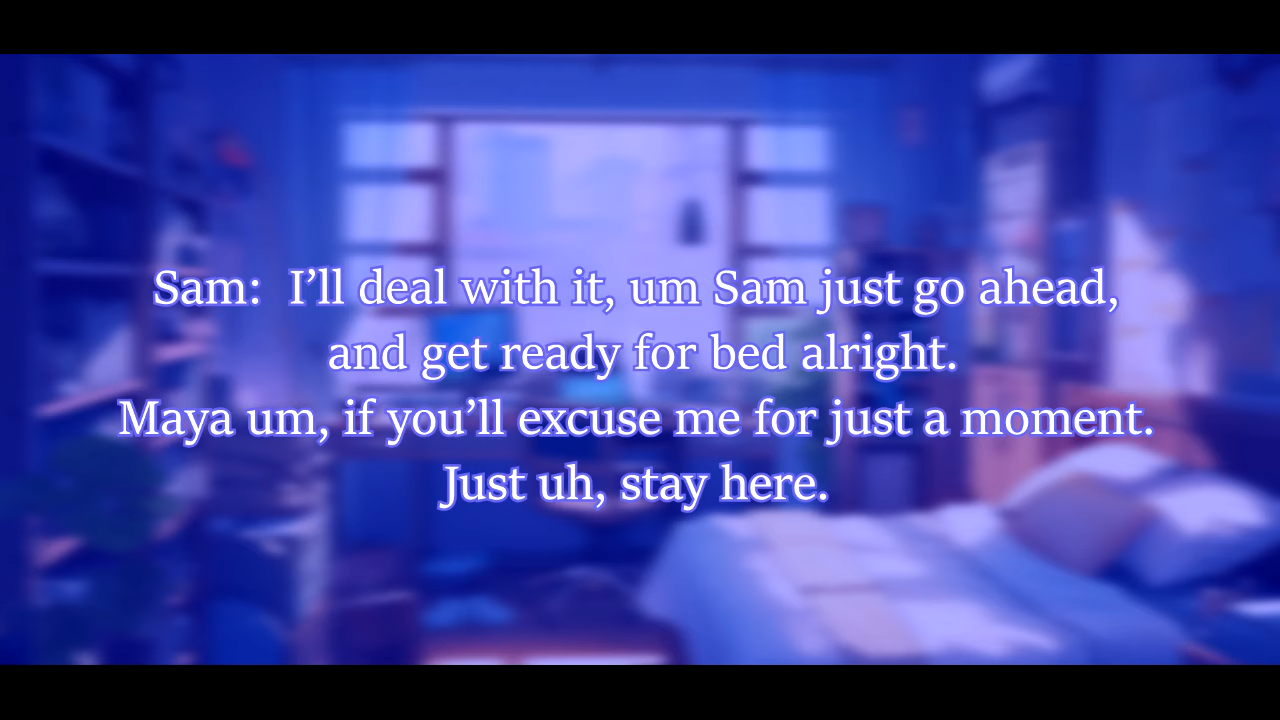 Sam:  I’ll deal with it, um Sam just go ahead,
and get ready for bed alright.
Maya um, if you’ll excuse me for just a moment.
Just uh, stay here.